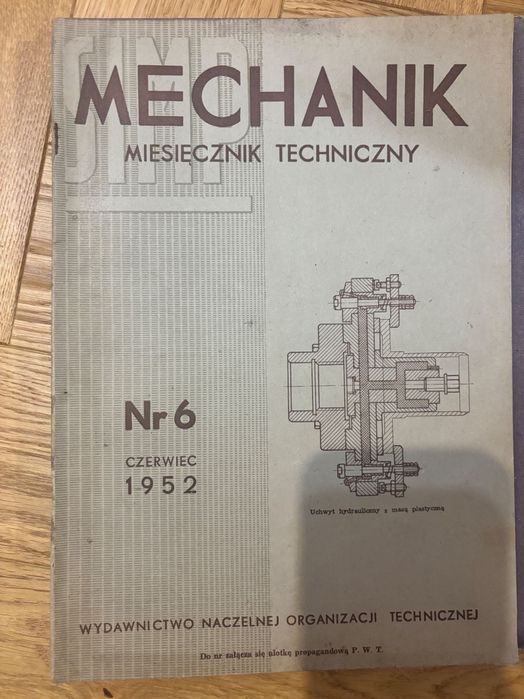 SIMP
MECHANIK
MIESIĘCZNIK TECHNICZNY
Nr 6
CZERWIEC
1952
Uchwyt hydrauliczny z masą plastyczną
WYDAWNICTWO NACZELNEJ ORGANIZACJI TECHNICZNEJ
Do nr załącza się ulotkę propagandową P. W. T.